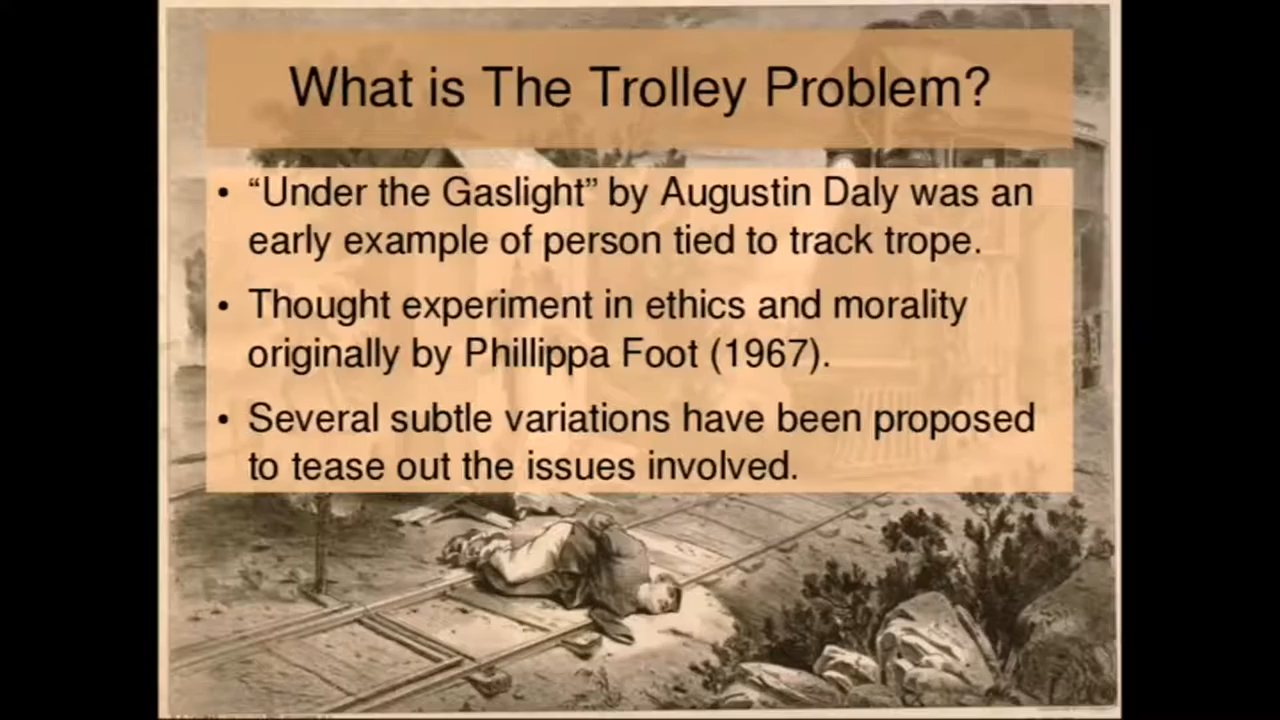 What is The Trolley Problem?
• “Under the Gaslight” by Augustin Daly was an
early example of person tied to track trope.
• Thought experiment in ethics and morality
originally by Phillippa Foot (1967).
• Several subtle variations have been proposed
to tease out the issues involved.